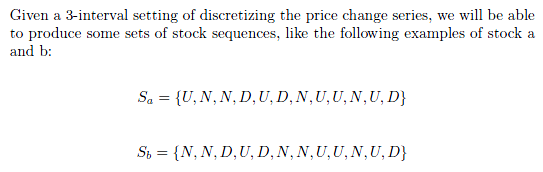 Given a 3-interval setting of discretizing the price change series, we will be able
to produce some sets of stock sequences, like the following examples of stock a
and b:
Sₐ = {U, N, N, D, U, D, N, U, U, N, U, D}
S_b = {N, N, D, U, D, N, N, U, U, N, U, D}